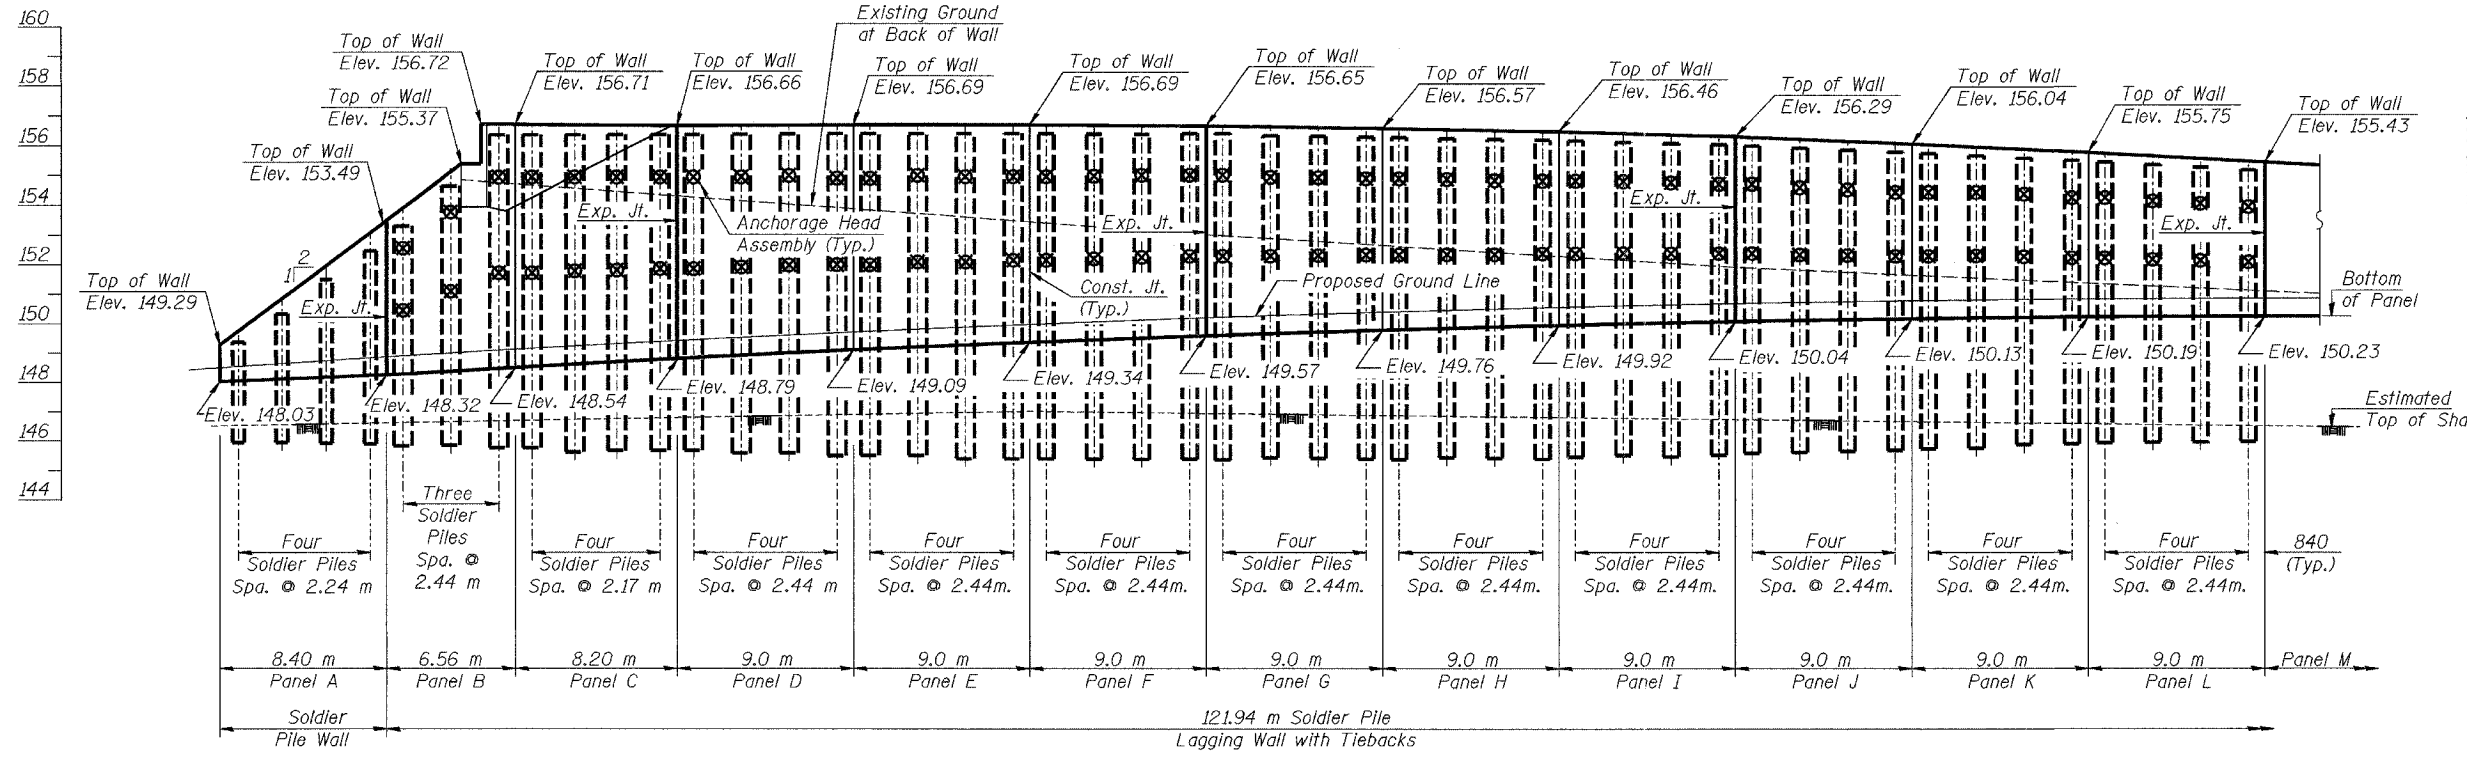 160
158
156
154
152
150
148
146
144
Existing Ground
at Back of Wall
Top of Wall
Elev. 149.29
Top of Wall
Elev. 153.49
Top of Wall
Elev. 155.37
Top of Wall
Elev. 156.72
Top of Wall
Elev. 156.71
Top of Wall
Elev. 156.66
Top of Wall
Elev. 156.69
Top of Wall
Elev. 156.69
Top of Wall
Elev. 156.65
Top of Wall
Elev. 156.57
Top of Wall
Elev. 156.46
Top of Wall
Elev. 156.29
Top of Wall
Elev. 156.04
Top of Wall
Elev. 155.75
Top of Wall
Elev. 155.43
2
1
Exp. Jt.
Exp. Jt.
Anchorage Head
Assembly (Typ.)
Exp. Jt.
Const. Jt.
(Typ.)
Proposed Ground Line
Exp. Jt.
Exp. Jt.
Bottom
of Panel
Elev. 148.03
Elev. 148.32
Elev. 148.54
Elev. 148.79
Elev. 149.09
Elev. 149.34
Elev. 149.57
Elev. 149.76
Elev. 149.92
Elev. 150.04
Elev. 150.13
Elev. 150.19
Elev. 150.23
Estimated
Top of Sha
Four
Soldier Piles
Spa. @ 2.24 m
Three
Soldier
Piles
Spa. @
2.44 m
Four
Soldier Piles
Spa. @ 2.17 m
Four
Soldier Piles
Spa. @ 2.44 m
Four
Soldier Piles
Spa. @ 2.44m.
Four
Soldier Piles
Spa. @ 2.44m.
Four
Soldier Piles
Spa. @ 2.44m.
Four
Soldier Piles
Spa. @ 2.44m.
Four
Soldier Piles
Spa. @ 2.44m.
Four
Soldier Piles
Spa. @ 2.44m.
Four
Soldier Piles
Spa. @ 2.44m.
Four
Soldier Piles
Spa. @ 2.44m.
840
(Typ.)
8.40 m
Panel A
6.56 m
Panel B
8.20 m
Panel C
9.0 m
Panel D
9.0 m
Panel E
9.0 m
Panel F
9.0 m
Panel G
9.0 m
Panel H
9.0 m
Panel I
9.0 m
Panel J
9.0 m
Panel K
9.0 m
Panel L
Panel M
Soldier
Pile Wall
121.94 m Soldier Pile
Lagging Wall with Tiebacks